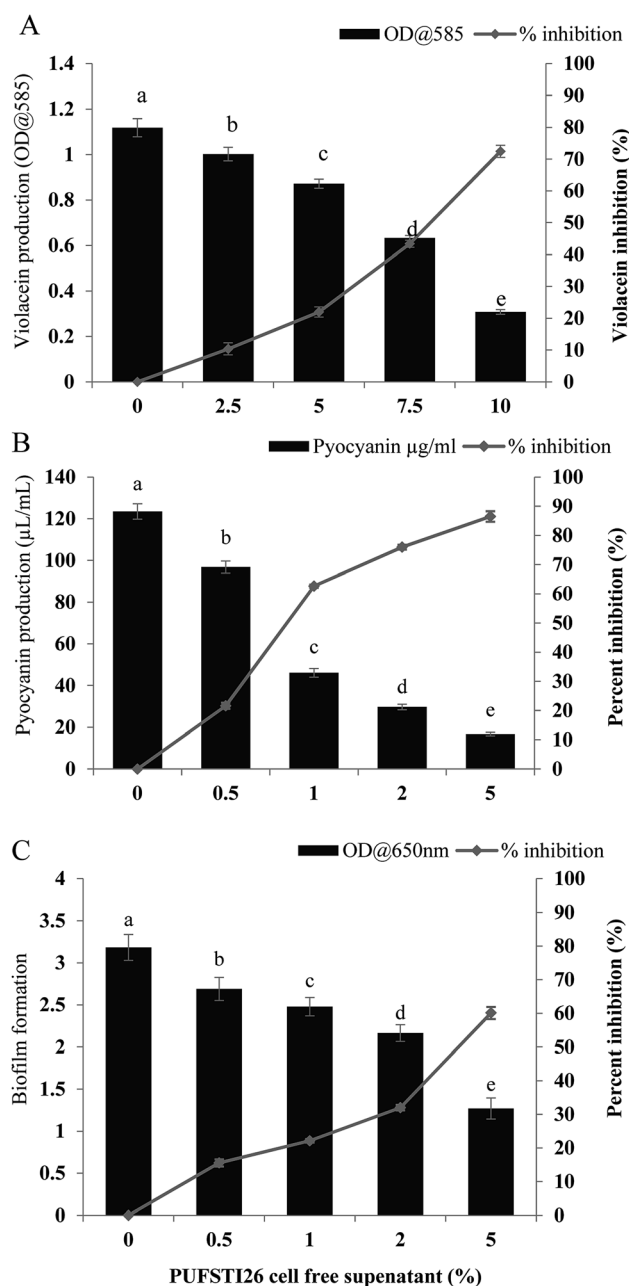 A
OD@585 % inhibition
1.4 100
90
1.2 a
80
b
1 70
c
0.8 60
50
0.6 d
40
0.4 30
e
20
0.2
10
0 0
0 2.5 5 7.5 10
Violacein production (OD@585)
Violacein inhibition (%)
B
Pyocyanin µg/ml % inhibition
140 100
a
90
120
80
b
100 70
80 60
50
60
c
40
40 d 30
e
20
20
10
0 0
0 0.5 1 2 5
Pyocyanin production (µL/mL)
Percent inhibition (%)
C
OD@650nm % inhibition
4 100
90
3.5 a
80
3
b
70
2.5 c
60
d
2 50
1.5 e
40
30
1
20
0.5
10
0 0
0 0.5 1 2 5
Biofilm formation
Percent inhibition (%)
PUFSTI26 cell free supenatant (%)